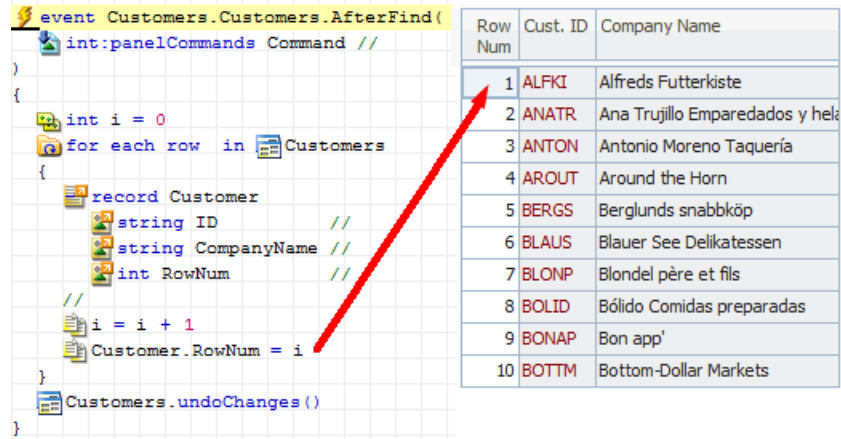 event Customers.Customers.AfterFind(
int:panelCommands Command //
)
{
int i = 0
for each row in Customers
{
record Customer
string ID //
string CompanyName //
int RowNum //
//
i = i + 1
Customer.RowNum = i
}
Customers.undoChanges()
}
Row Num Cust. ID Company Name
1 ALFKI Alfreds Futterkiste
2 ANATR Ana Trujillo Emparedados y hela
3 ANTON Antonio Moreno Taquería
4 AROUT Around the Horn
5 BERGS Berglunds snabbköp
6 BLAUS Blauer See Delikatessen
7 BLONP Blondel père et fils
8 BOLID Bólido Comidas preparadas
9 BONAP Bon app'
10 BOTTM Bottom-Dollar Markets